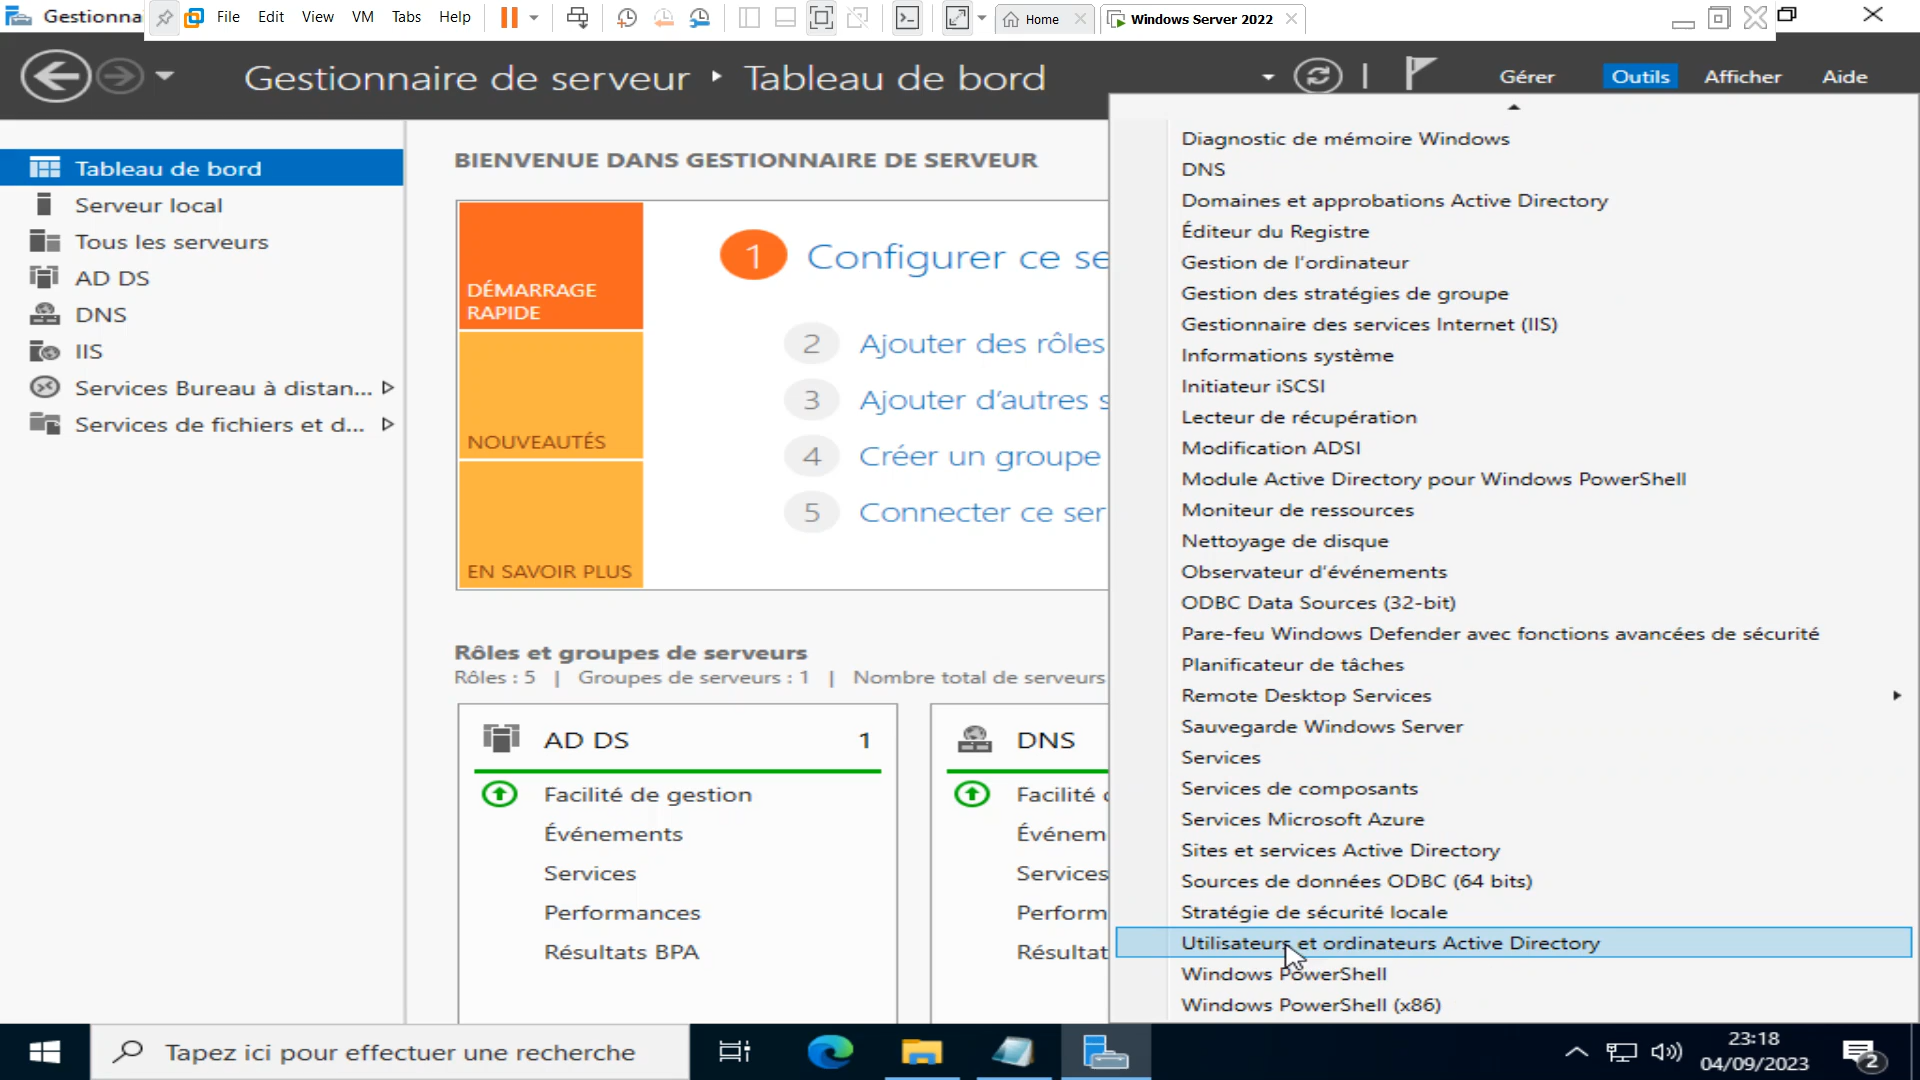 Gestionna
File Edit View VM Tabs Help
Home
Windows Server 2022
Gestionnaire de serveur ‣ Tableau de bord
Gérer Outils Afficher Aide
Tableau de bord
Serveur local
Tous les serveurs
AD DS
DNS
IIS
Services Bureau à distan...
Services de fichiers et d...
BIENVENUE DANS GESTIONNAIRE DE SERVEUR
DÉMARRAGE
RAPIDE
NOUVEAUTÉS
EN SAVOIR PLUS
1 Configurer ce se
2 Ajouter des rôles
3 Ajouter d'autres s
4 Créer un groupe
5 Connecter ce ser
Rôles et groupes de serveurs
Rôles : 5 | Groupes de serveurs : 1 | Nombre total de serveurs
AD DS 1
Facilité de gestion
Événements
Services
Performances
Résultats BPA
DNS
Facilité
Événem
Services
Perform
Résultat
Diagnostic de mémoire Windows
DNS
Domaines et approbations Active Directory
Éditeur du Registre
Gestion de l'ordinateur
Gestion des stratégies de groupe
Gestionnaire des services Internet (IIS)
Informations système
Initiateur iSCSI
Lecteur de récupération
Modification ADSI
Module Active Directory pour Windows PowerShell
Moniteur de ressources
Nettoyage de disque
Observateur d'événements
ODBC Data Sources (32-bit)
Pare-feu Windows Defender avec fonctions avancées de sécurité
Planificateur de tâches
Remote Desktop Services
Sauvegarde Windows Server
Services
Services de composants
Services Microsoft Azure
Sites et services Active Directory
Sources de données ODBC (64 bits)
Stratégie de sécurité locale
Utilisateurs et ordinateurs Active Directory
Windows PowerShell
Windows PowerShell (x86)
Tapez ici pour effectuer une recherche
23:18
04/09/2023
2